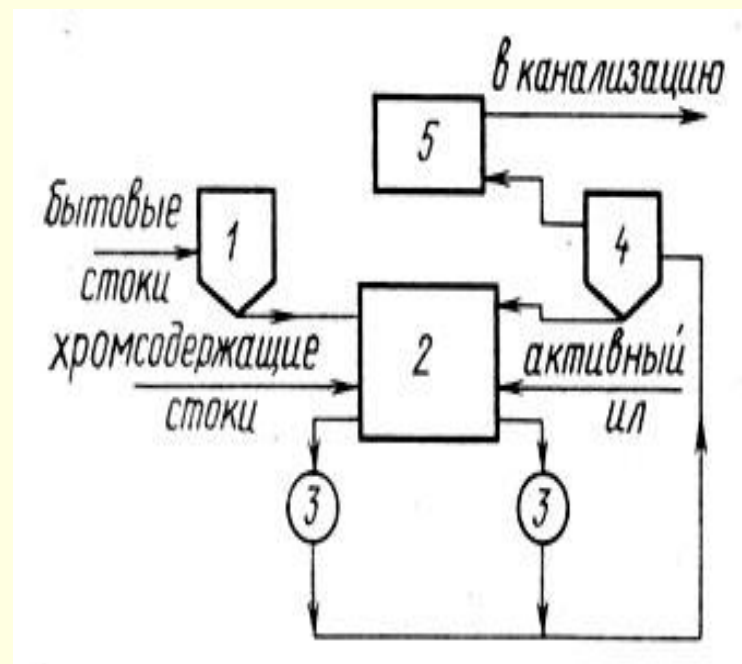 в канализацию
5
бытовые
стоки
1
4
хромсодержащие
стоки
2
активный
ил
3
3